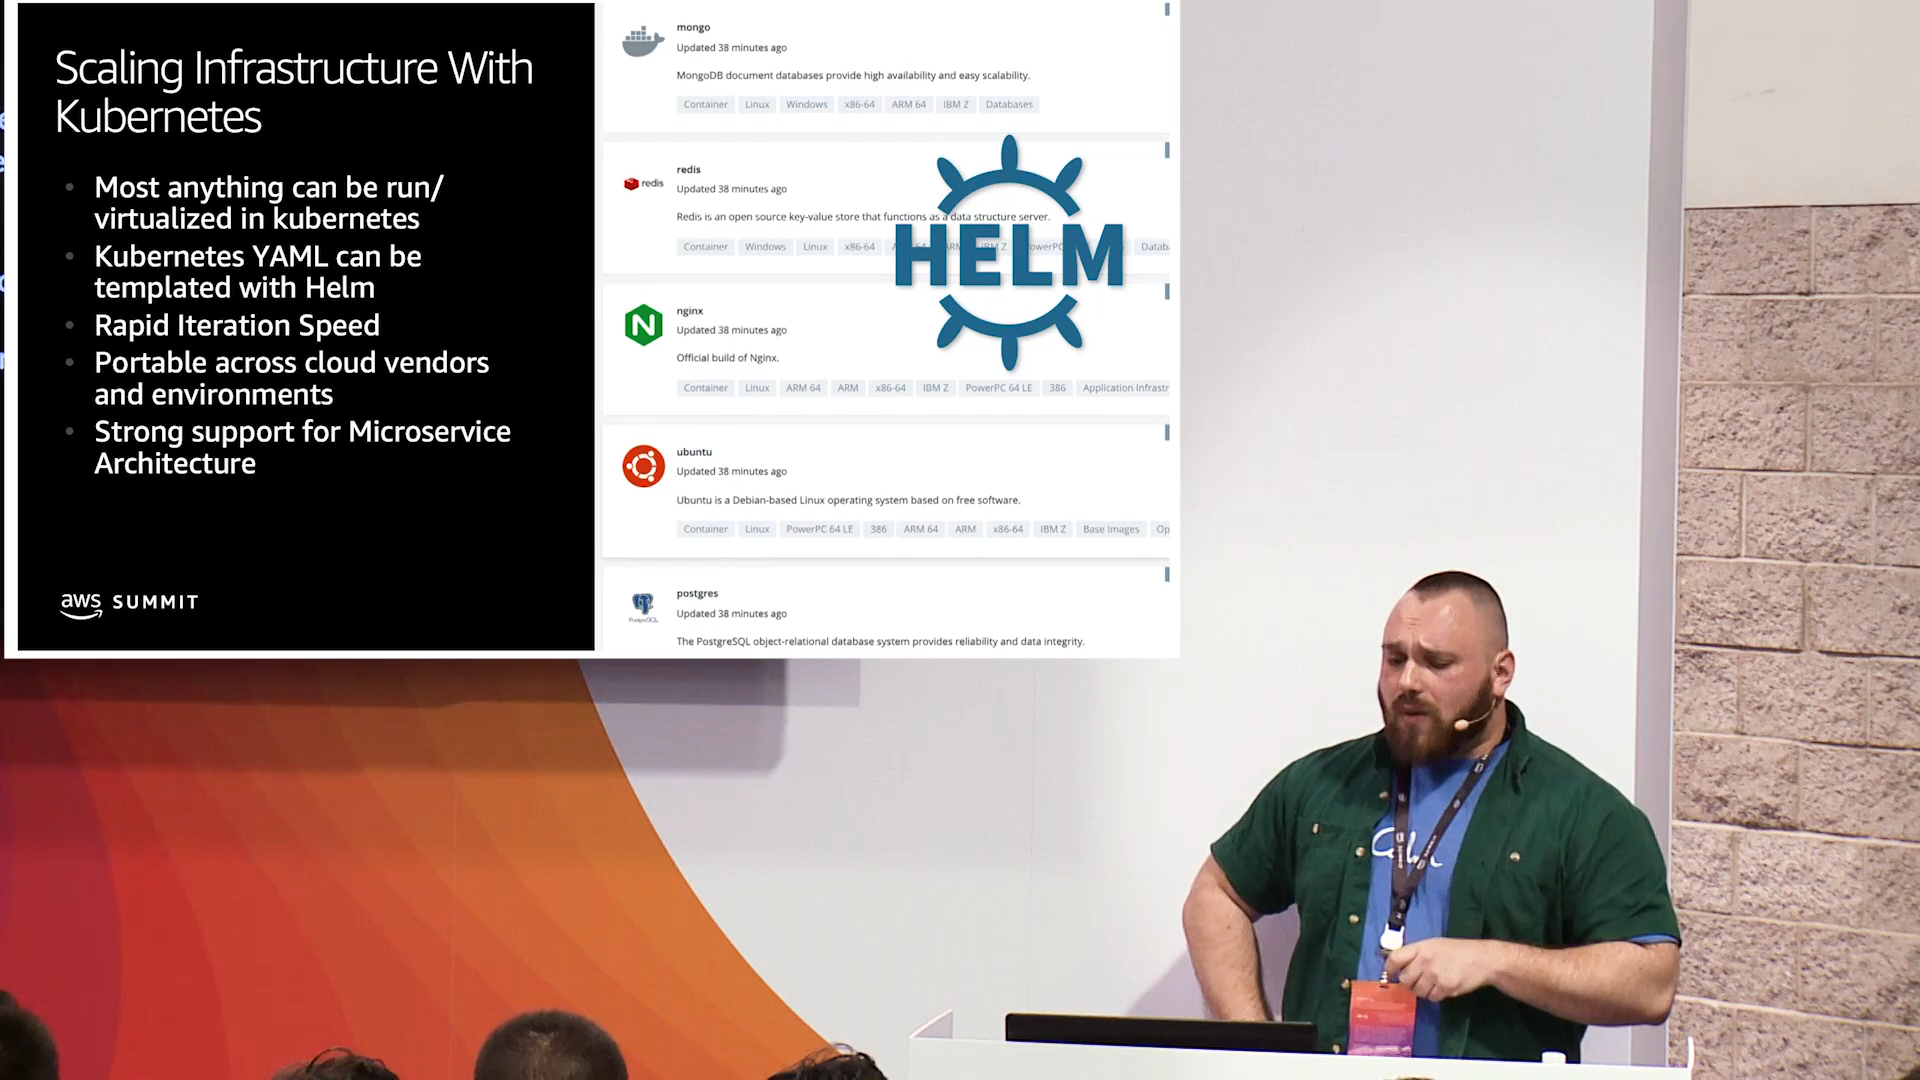 Scaling Infrastructure With
Kubernetes
• Most anything can be run/
virtualized in kubernetes
• Kubernetes YAML can be
templated with Helm
• Rapid Iteration Speed
• Portable across cloud vendors
and environments
• Strong support for Microservice
Architecture
aws SUMMIT
mongo
Updated 38 minutes ago
MongoDB document databases provide high availability and easy scalability.
Container Linux Windows x86-64 ARM 64 IBM Z Databases
redis
redis
Updated 38 minutes ago
Redis is an open source key-value store that functions as a data structure server.
Container Windows Linux x86-64 IBM Z
HELM
N
nginx
Updated 38 minutes ago
Official build of Nginx.
Container Linux ARM 64 ARM x86-64 IBM Z PowerPC 64 LE 386 Application Infrastr
ubuntu
Updated 38 minutes ago
Ubuntu is a Debian-based Linux operating system based on free software.
Container Linux PowerPC 64 LE 386 ARM 64 ARM x86-64 IBM Z Base Images Op
postgres
PostgreSQL
Updated 38 minutes ago
The PostgreSQL object-relational database system provides reliability and data integrity.